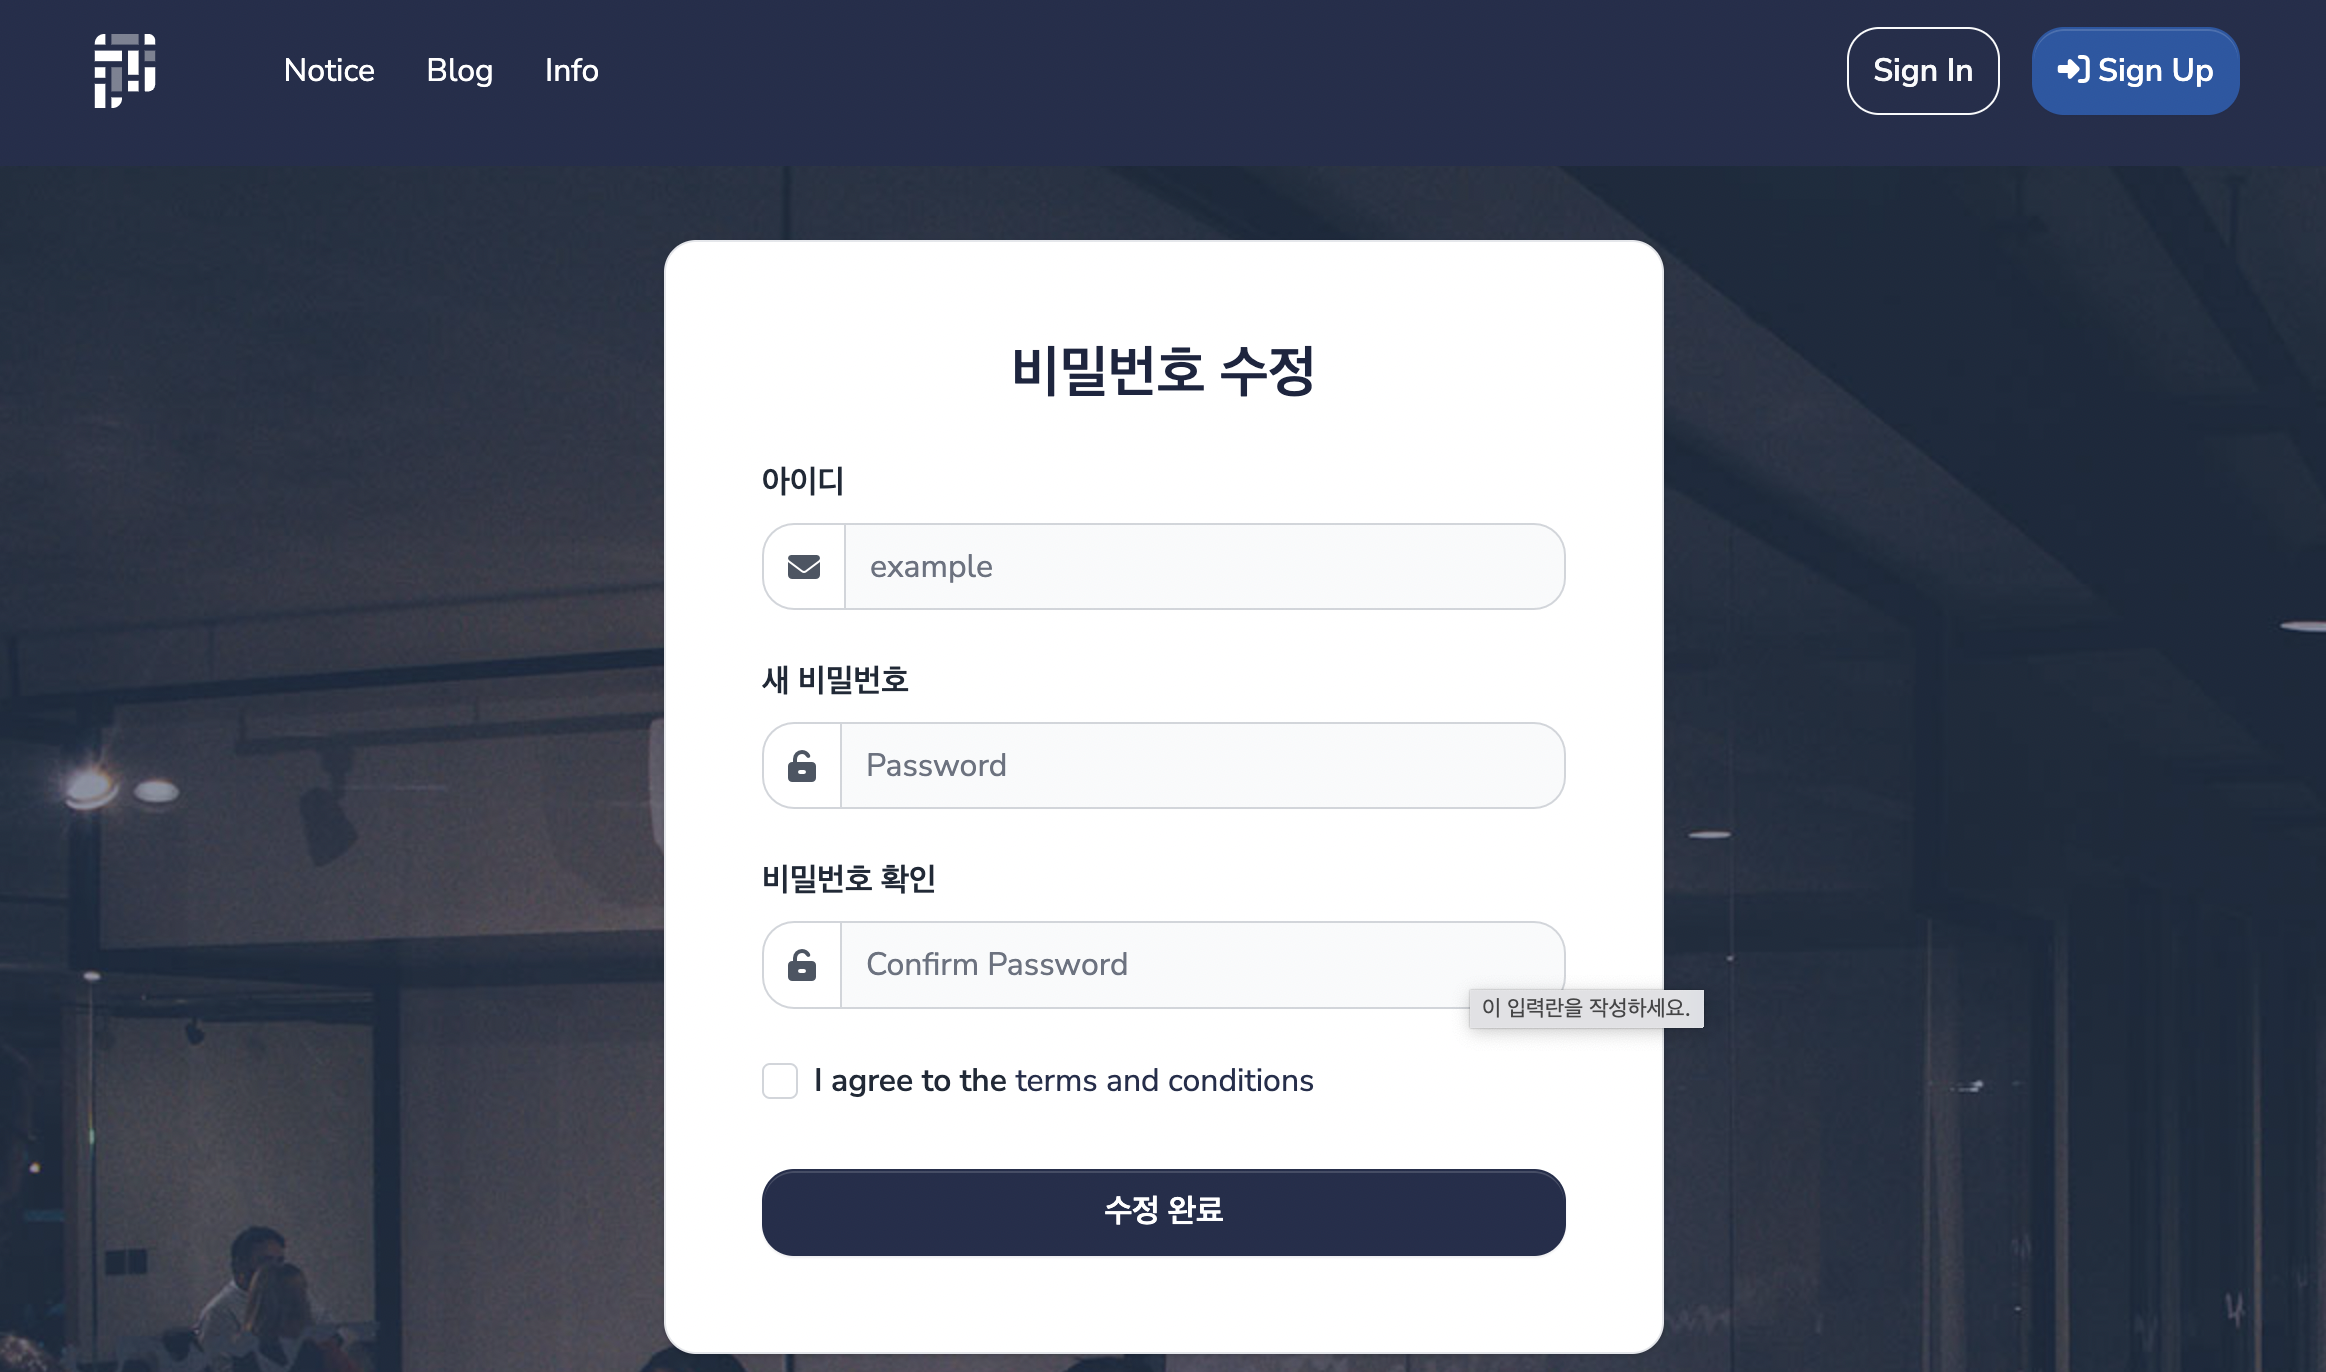 Notice Blog Info Sign In Sign Up
비밀번호 수정
아이디
example
새 비밀번호
Password
비밀번호 확인
Confirm Password
이 입력란을 작성하세요.
I agree to the terms and conditions
수정 완료